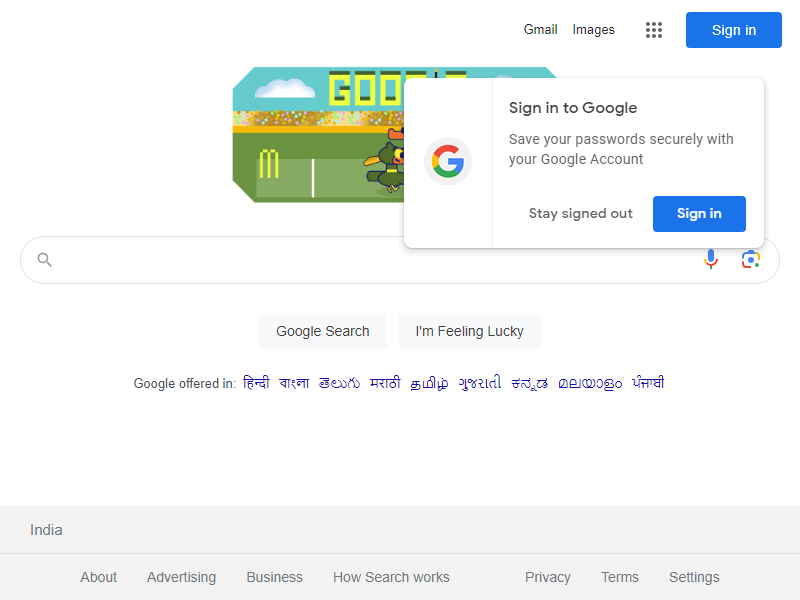 Gmail Images Sign in
Sign in to Google
Save your passwords securely with
your Google Account
Stay signed out Sign in
Google Search I'm Feeling Lucky
Google offered in: हिन्दी বাংলা తెలుగు मराठी தமிழ் ગુજરાતી ಕನ್ನಡ മലയാളം ਪੰਜਾਬੀ
India
About Advertising Business How Search works Privacy Terms Settings